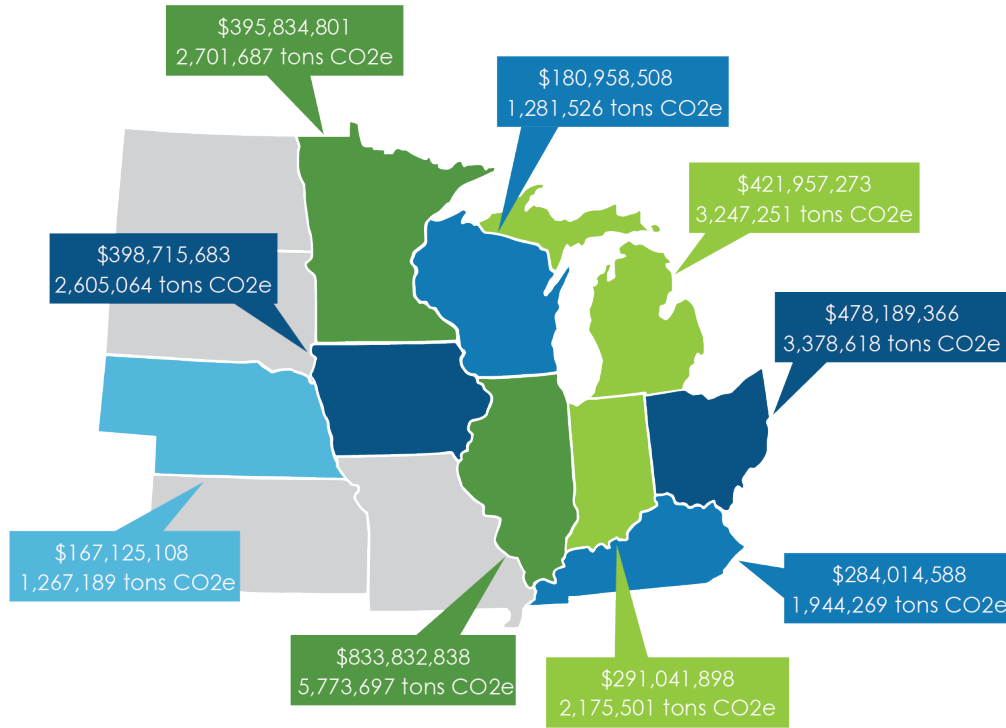 $395,834,801
2,701,687 tons CO2e
$180,958,508
1,281,526 tons CO2e
$421,957,273
3,247,251 tons CO2e
$398,715,683
2,605,064 tons CO2e
$478,189,366
3,378,618 tons CO2e
$167,125,108
1,267,189 tons CO2e
$284,014,588
1,944,269 tons CO2e
$833,832,838
5,773,697 tons CO2e
$291,041,898
2,175,501 tons CO2e